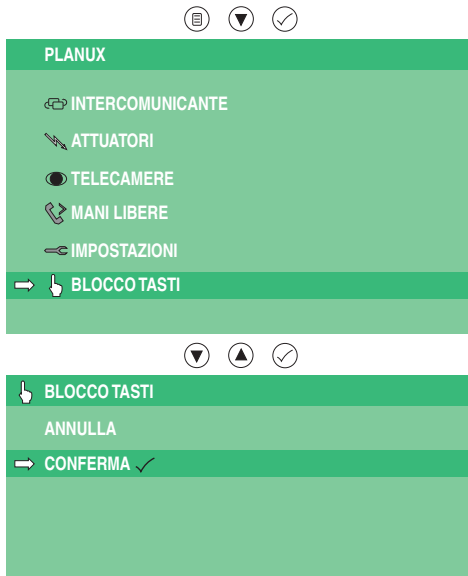 PLANUX
INTERCOMUNICANTE
ATTUATORI
TELECAMERE
MANI LIBERE
IMPOSTAZIONI
BLOCCO TASTI
BLOCCO TASTI
ANNULLA
CONFERMA